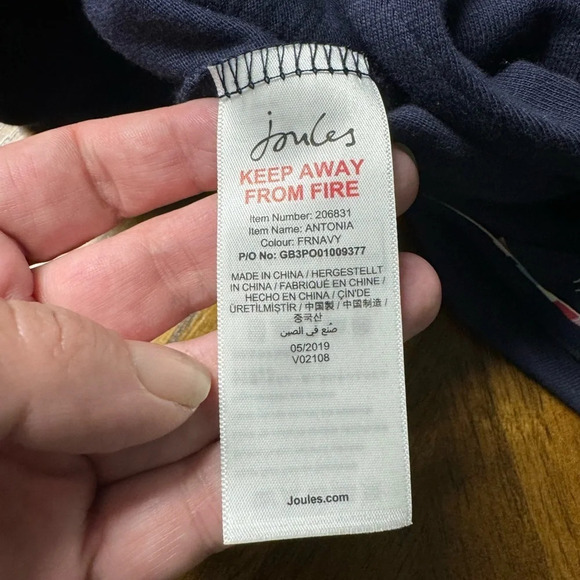 Joules
KEEP AWAY
FROM FIRE
Item Number: 206831
Item Name: ANTONIA
Colour: FRNAVY
P/O No: GB3PO01009377
MADE IN CHINA / HERGESTELLT
IN CHINA / FABRIQUÉ EN CHINE /
HECHO EN CHINA / ÇIN'DE
ÜRETİLMİŞTİR / 中国製 / 中国制造 /
중국산
صنع في الصين
05/2019
V02108
Joules.com